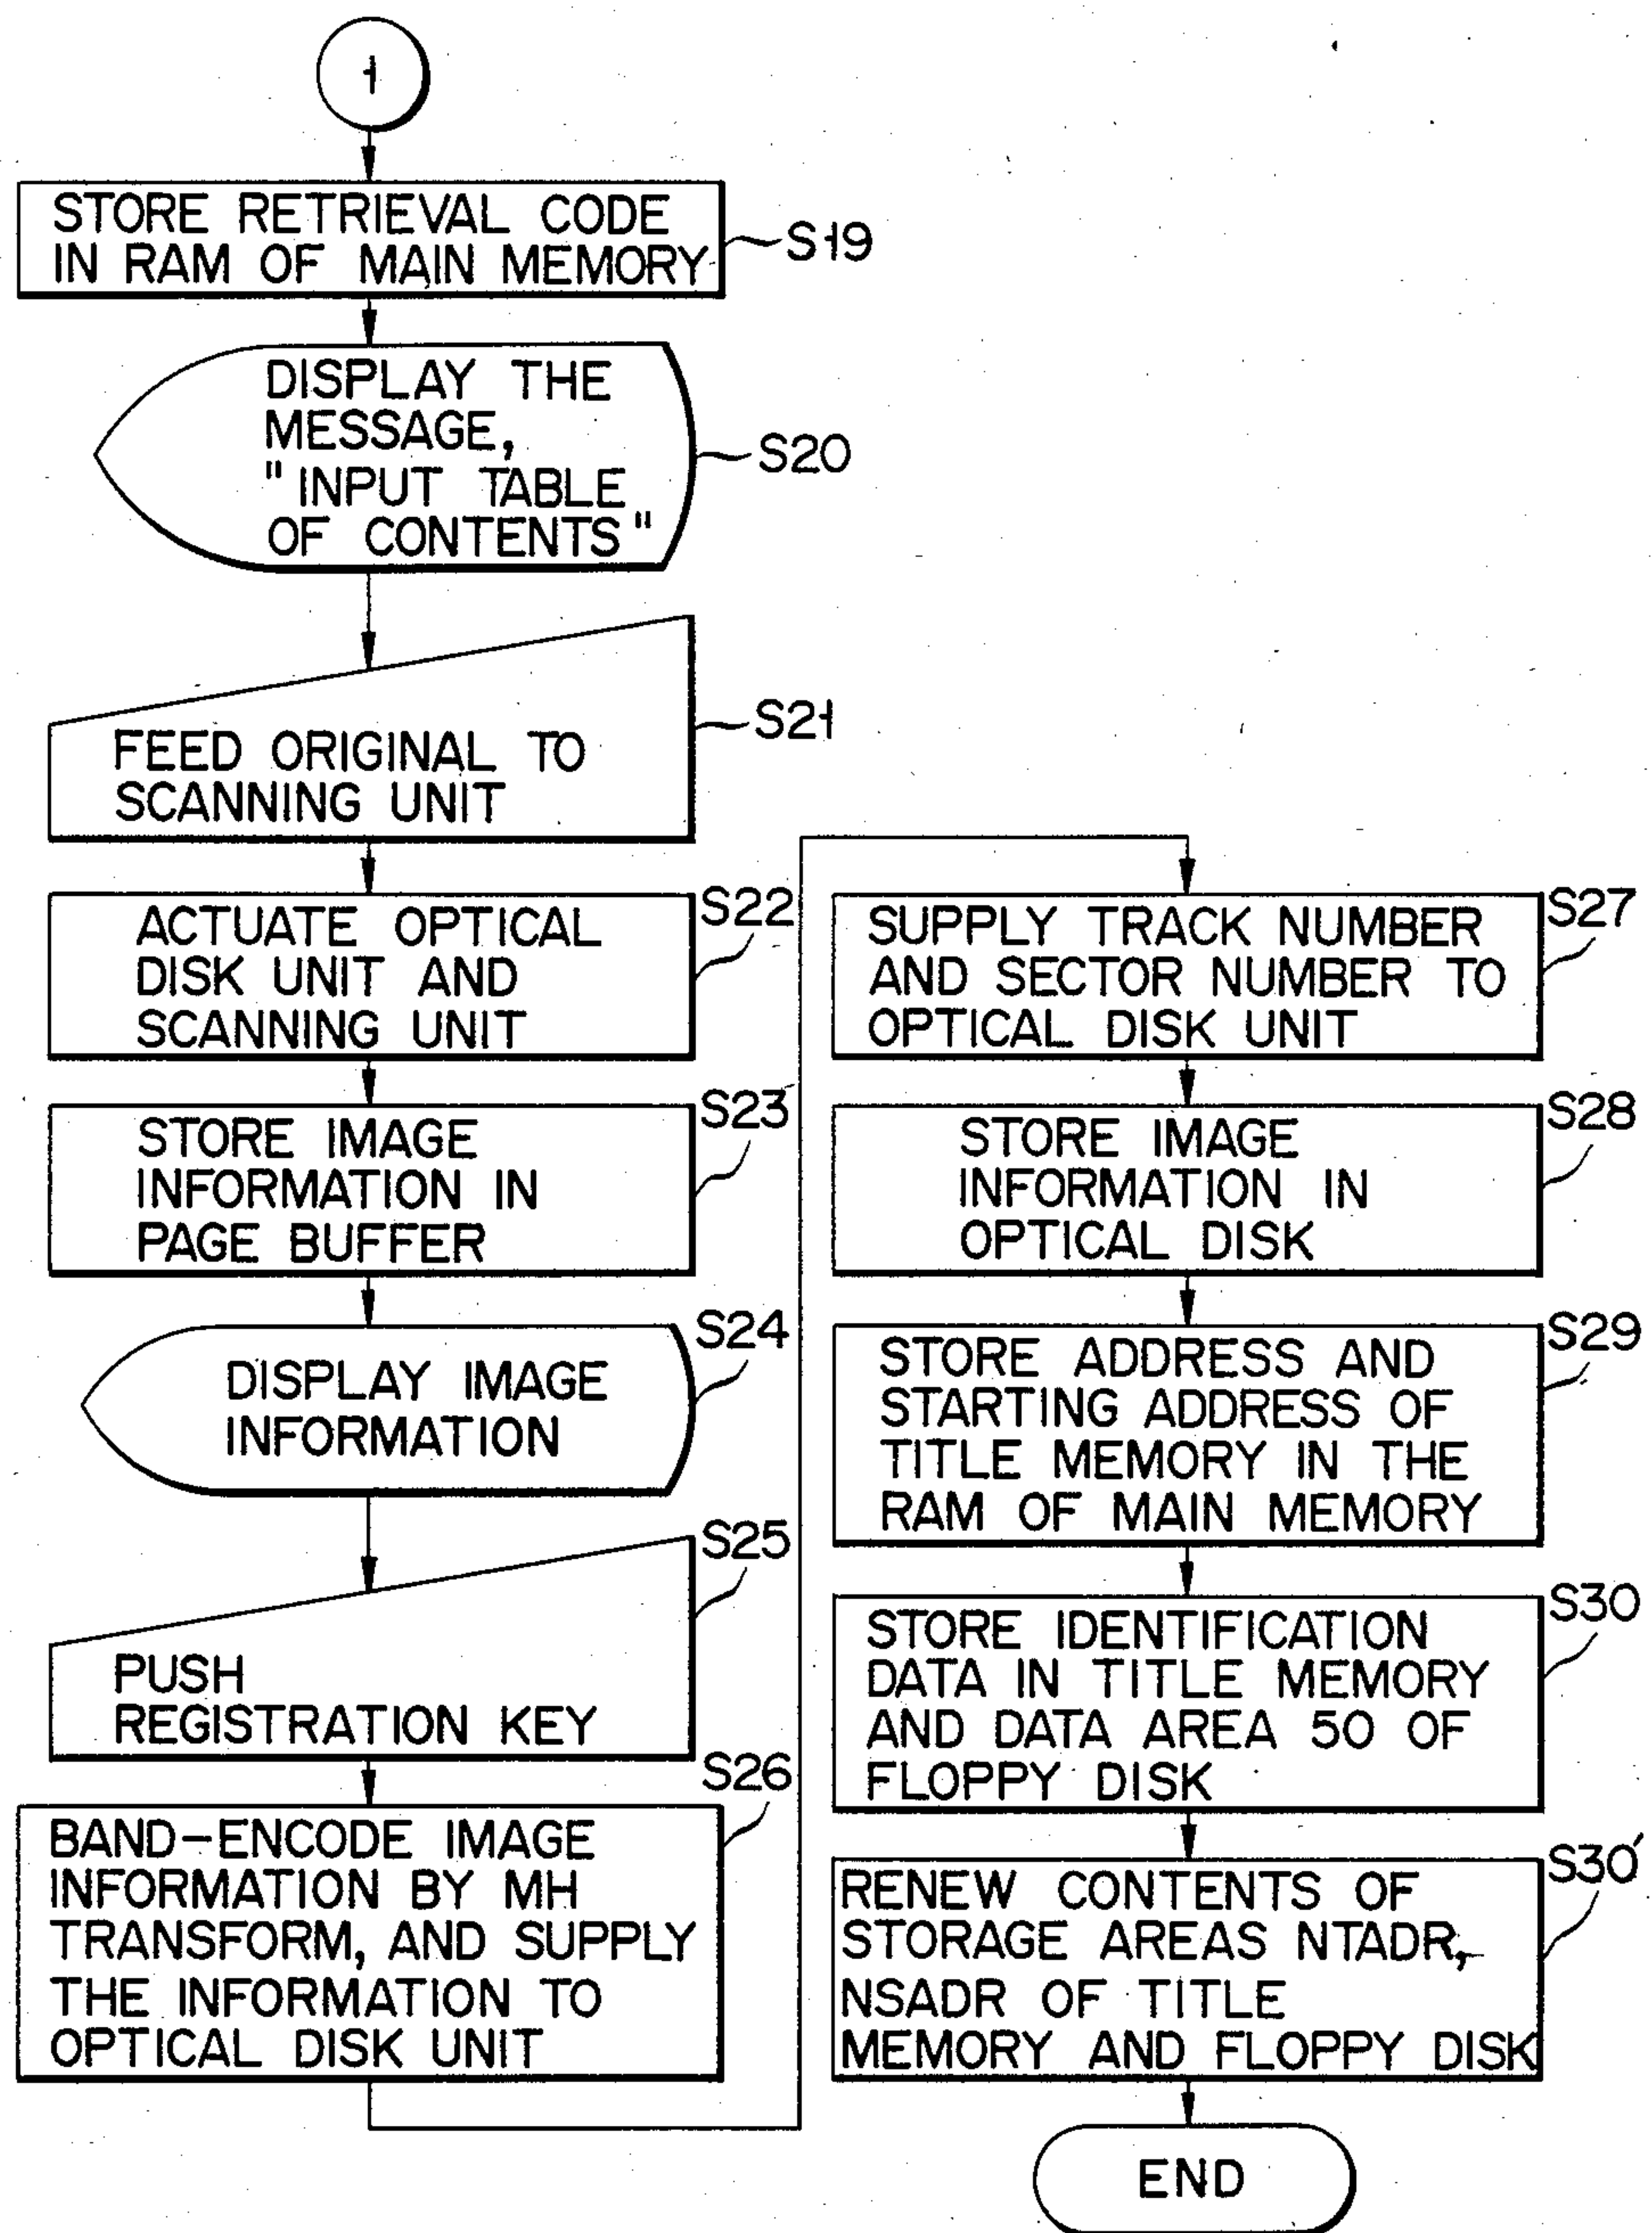 1
STORE RETRIEVAL CODE
IN RAM OF MAIN MEMORY
S19
DISPLAY THE
MESSAGE,
"INPUT TABLE
OF CONTENTS"
S20
FEED ORIGINAL TO
SCANNING UNIT
S21
ACTUATE OPTICAL
DISK UNIT AND
SCANNING UNIT
S22
STORE IMAGE
INFORMATION IN
PAGE BUFFER
S23
DISPLAY IMAGE
INFORMATION
S24
PUSH
REGISTRATION KEY
S25
BAND-ENCODE IMAGE
INFORMATION BY MH
TRANSFORM, AND SUPPLY
THE INFORMATION TO
OPTICAL DISK UNIT
S26
SUPPLY TRACK NUMBER
AND SECTOR NUMBER TO
OPTICAL DISK UNIT
S27
STORE IMAGE
INFORMATION IN
OPTICAL DISK
S28
STORE ADDRESS AND
STARTING ADDRESS OF
TITLE MEMORY IN THE
RAM OF MAIN MEMORY
S29
STORE IDENTIFICATION
DATA IN TITLE MEMORY
AND DATA AREA 50 OF
FLOPPY DISK
S30
RENEW CONTENTS OF
STORAGE AREAS NTADR,
NSADR OF TITLE
MEMORY AND FLOPPY DISK
S30'
END